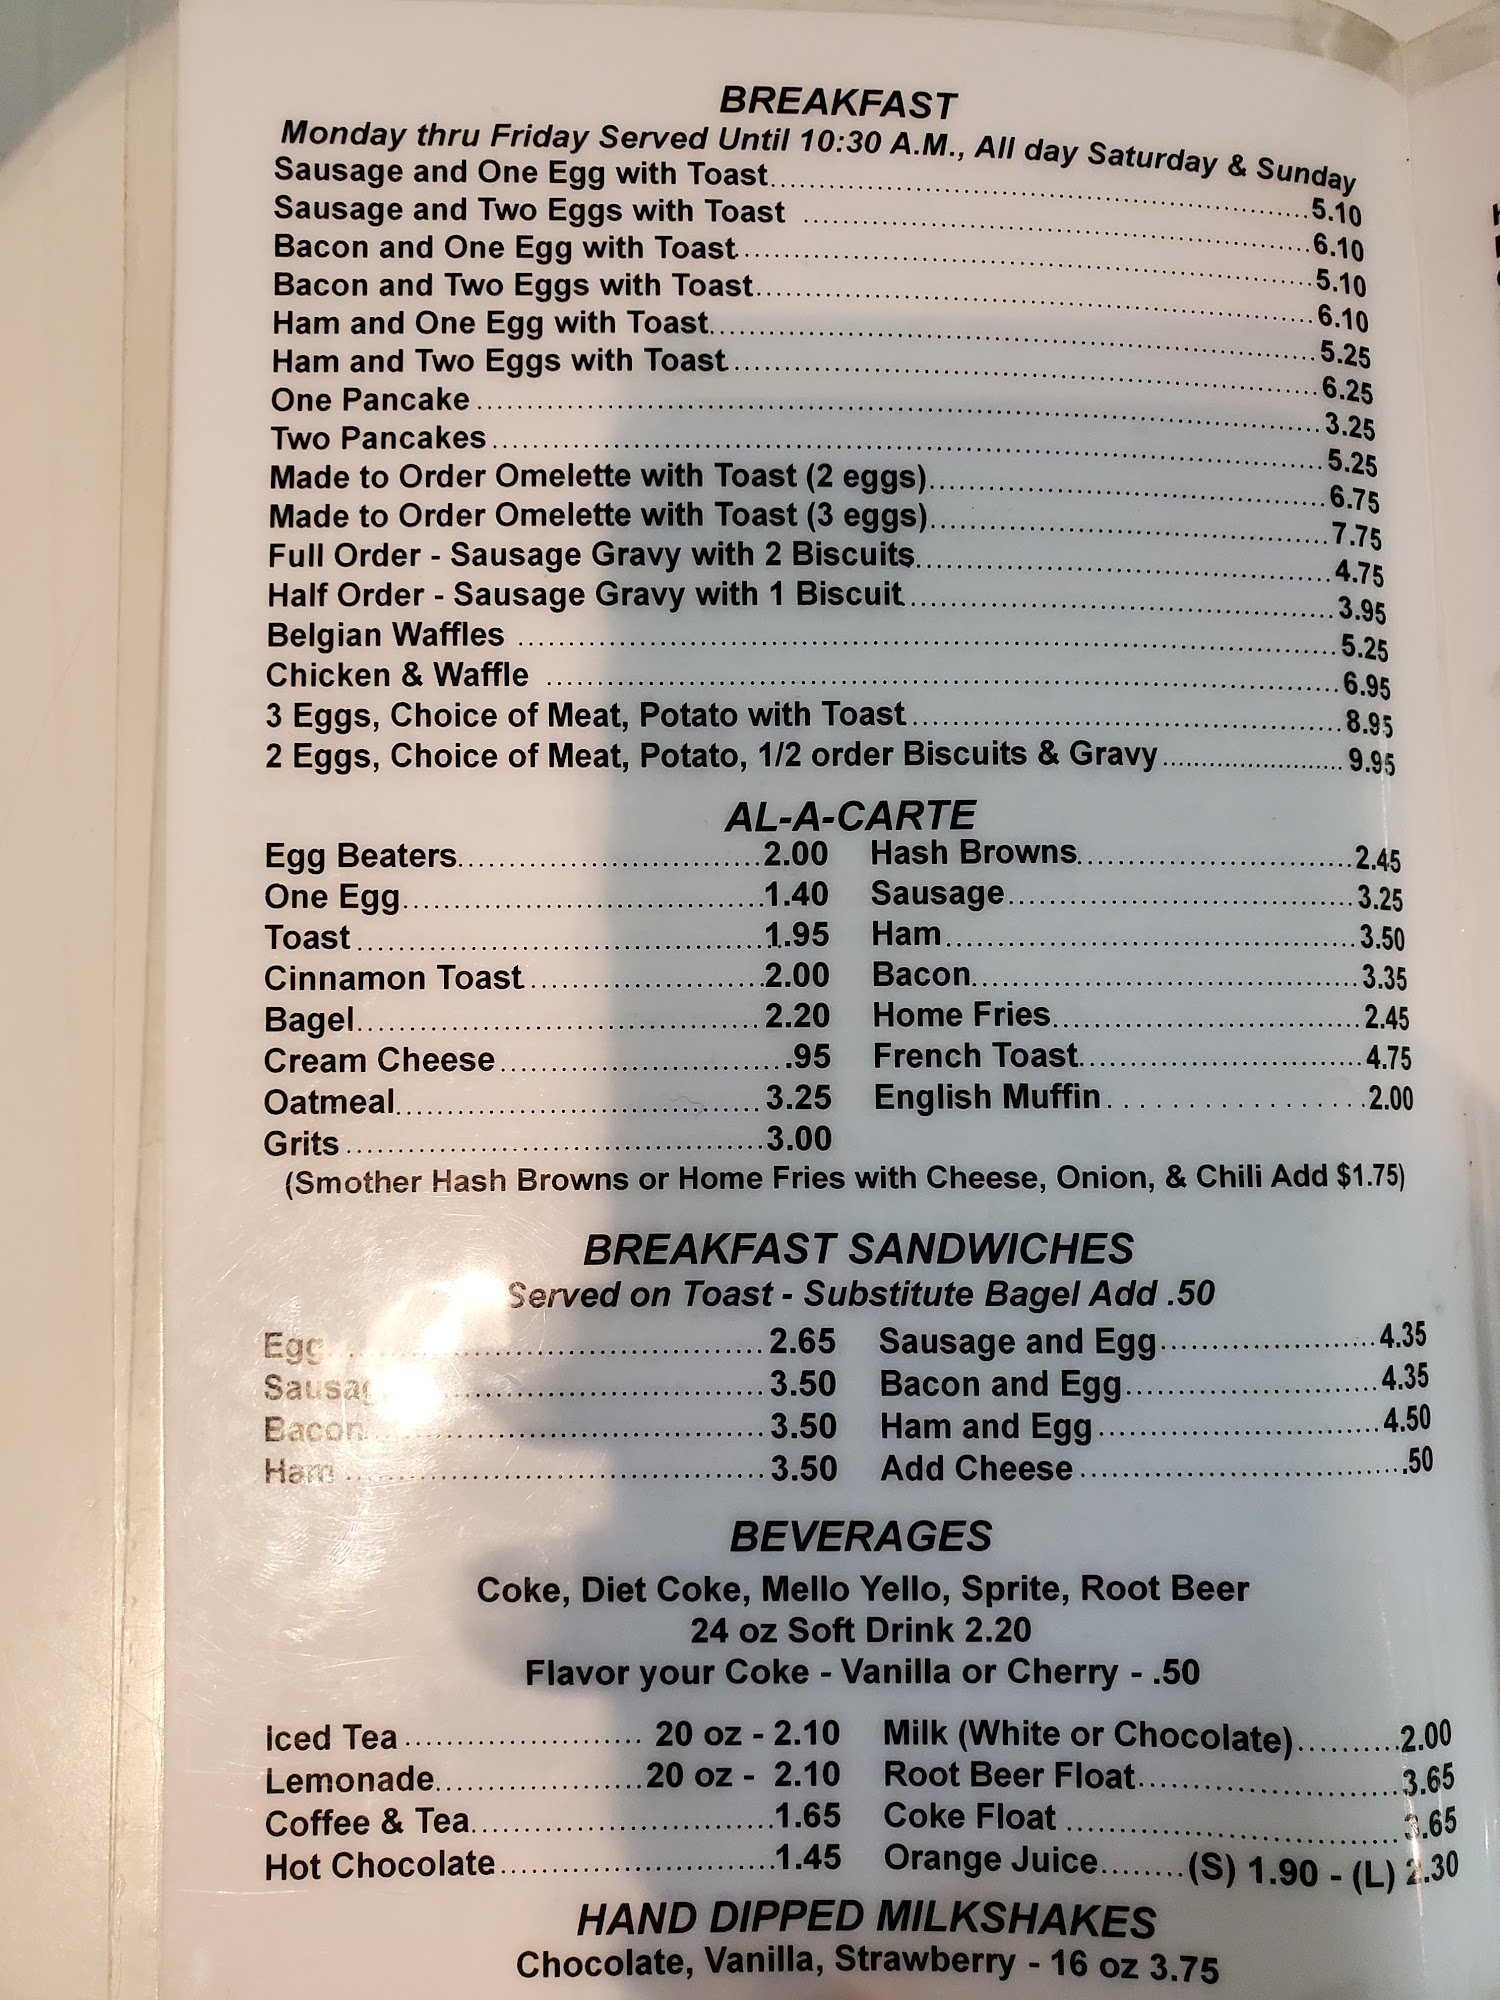 BREAKFAST
Monday thru Friday Served Until 10:30 A.M., All day Saturday & Sunday
Sausage and One Egg with Toast 5.10
Sausage and Two Eggs with Toast 6.10
Bacon and One Egg with Toast 5.10
Bacon and Two Eggs with Toast 6.10
Ham and One Egg with Toast 5.25
Ham and Two Eggs with Toast 6.25
One Pancake 3.25
Two Pancakes 5.25
Made to Order Omelette with Toast (2 eggs) 6.75
Made to Order Omelette with Toast (3 eggs) 7.75
Full Order - Sausage Gravy with 2 Biscuits 4.75
Half Order - Sausage Gravy with 1 Biscuit 3.95
Belgian Waffles 5.25
Chicken & Waffle 6.95
3 Eggs, Choice of Meat, Potato with Toast 8.95
2 Eggs, Choice of Meat, Potato, 1/2 order Biscuits & Gravy 9.95
AL-A-CARTE
Egg Beaters 2.00
One Egg 1.40
Toast 1.95
Cinnamon Toast 2.00
Bagel 2.20
Cream Cheese .95
Oatmeal 3.25
Grits 3.00
Hash Browns 2.45
Sausage 3.25
Ham 3.50
Bacon 3.35
Home Fries 2.45
French Toast 4.75
English Muffin 2.00
(Smother Hash Browns or Home Fries with Cheese, Onion, & Chili Add $1.75)
BREAKFAST SANDWICHES
Served on Toast - Substitute Bagel Add .50
Egg 2.65
Sausage 3.50
Bacon 3.50
Ham 3.50
Sausage and Egg 4.35
Bacon and Egg 4.35
Ham and Egg 4.50
Add Cheese .50
BEVERAGES
Coke, Diet Coke, Mello Yello, Sprite, Root Beer
24 oz Soft Drink 2.20
Flavor your Coke - Vanilla or Cherry - .50
Iced Tea 20 oz - 2.10
Lemonade 20 oz - 2.10
Coffee & Tea 1.65
Hot Chocolate 1.45
Milk (White or Chocolate) 2.00
Root Beer Float 3.65
Coke Float 3.65
Orange Juice (S) 1.90 - (L) 2.30
HAND DIPPED MILKSHAKES
Chocolate, Vanilla, Strawberry - 16 oz 3.75